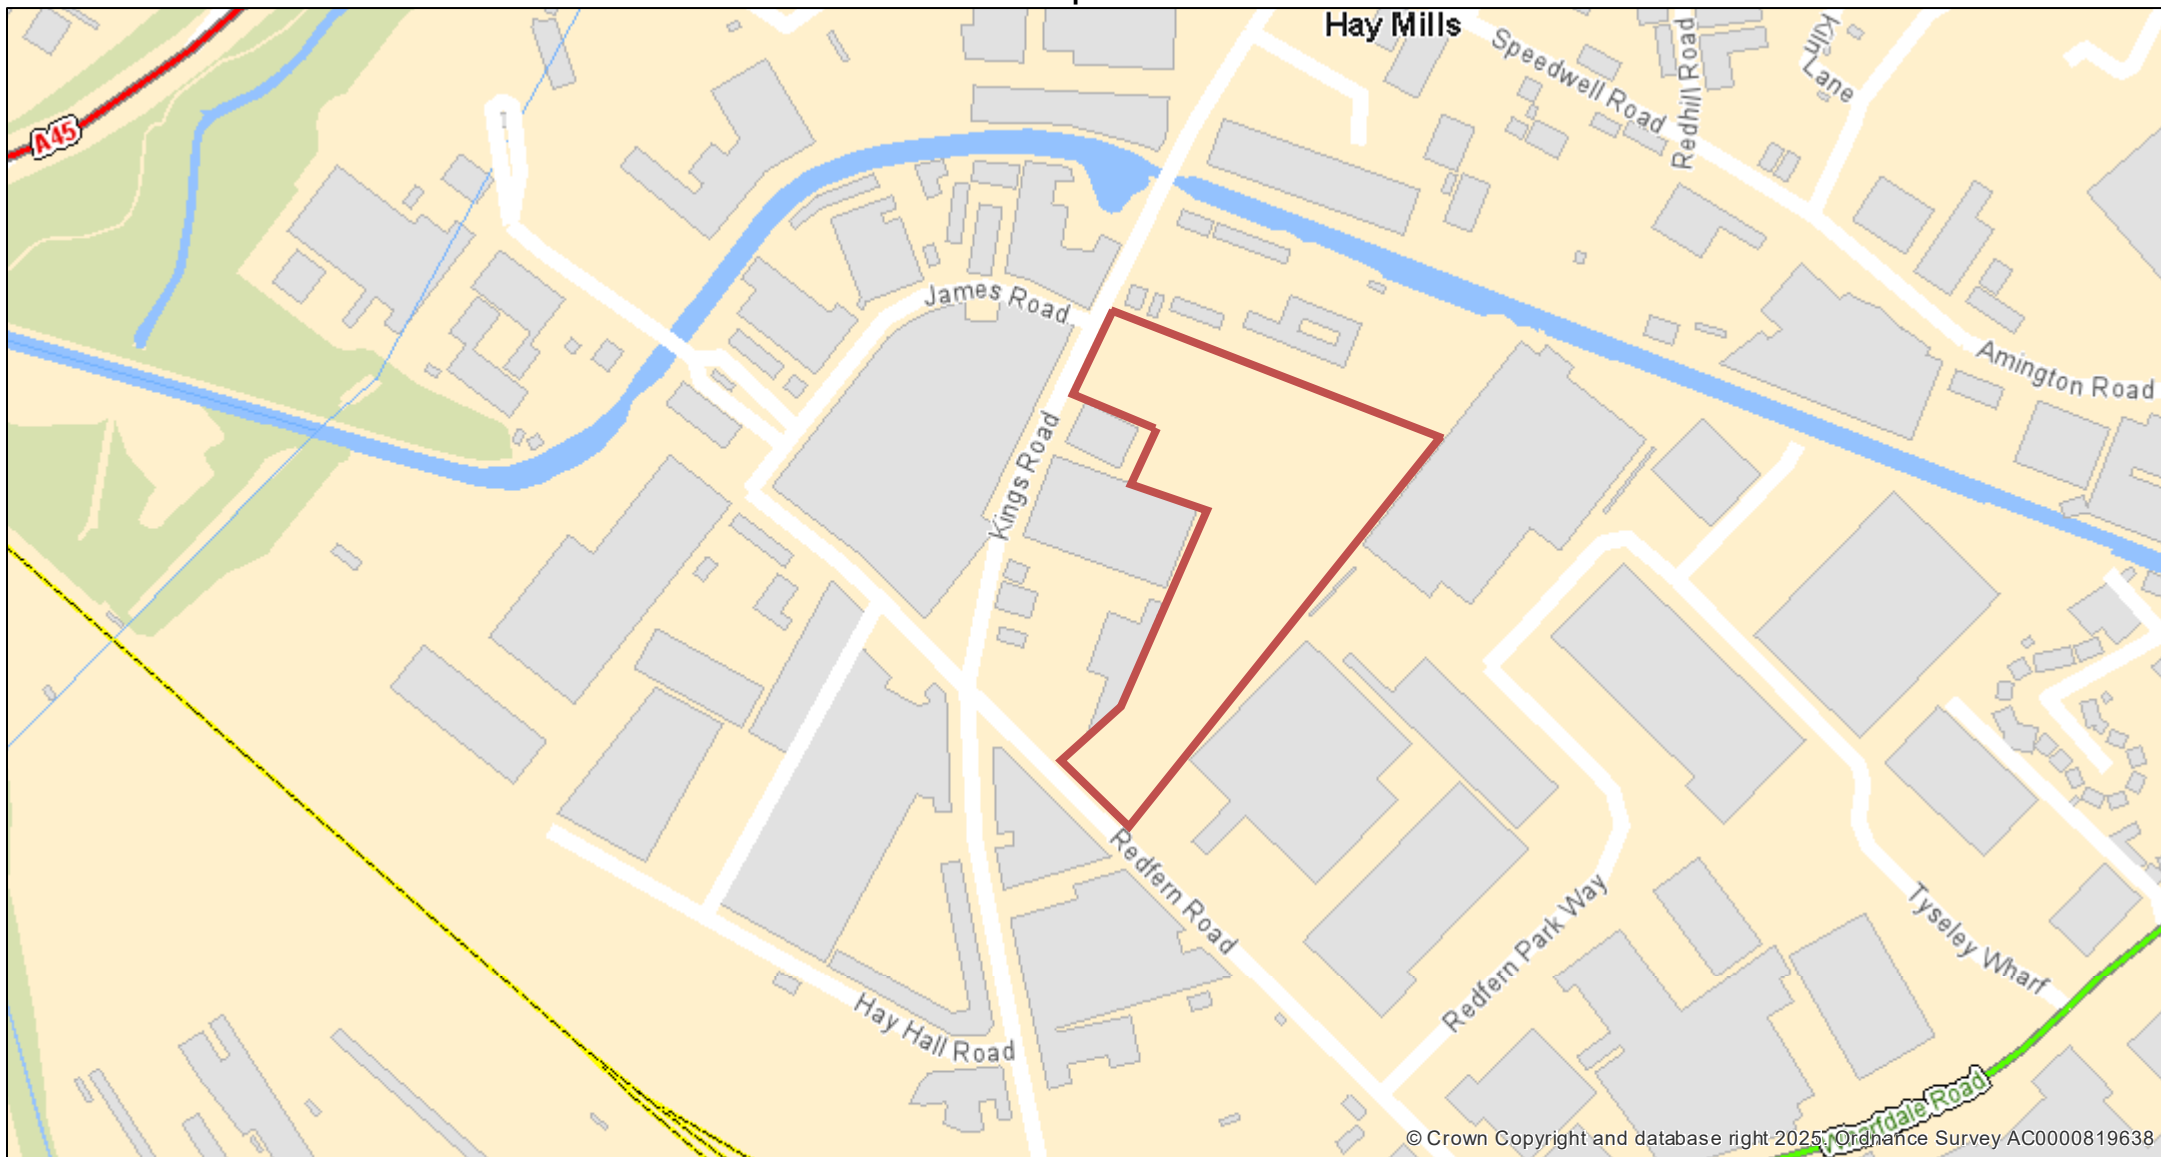 Hay Mills
Speedwell Road
Redhill Road
Kiln Lane
A45
James Road
Amington Road
Kings Road
Redfern Road
Redfern Park Way
Tyseley Wharf
Hay Hall Road
Wharfdale Road
© Crown Copyright and database right 2025. Ordnance Survey AC0000819638